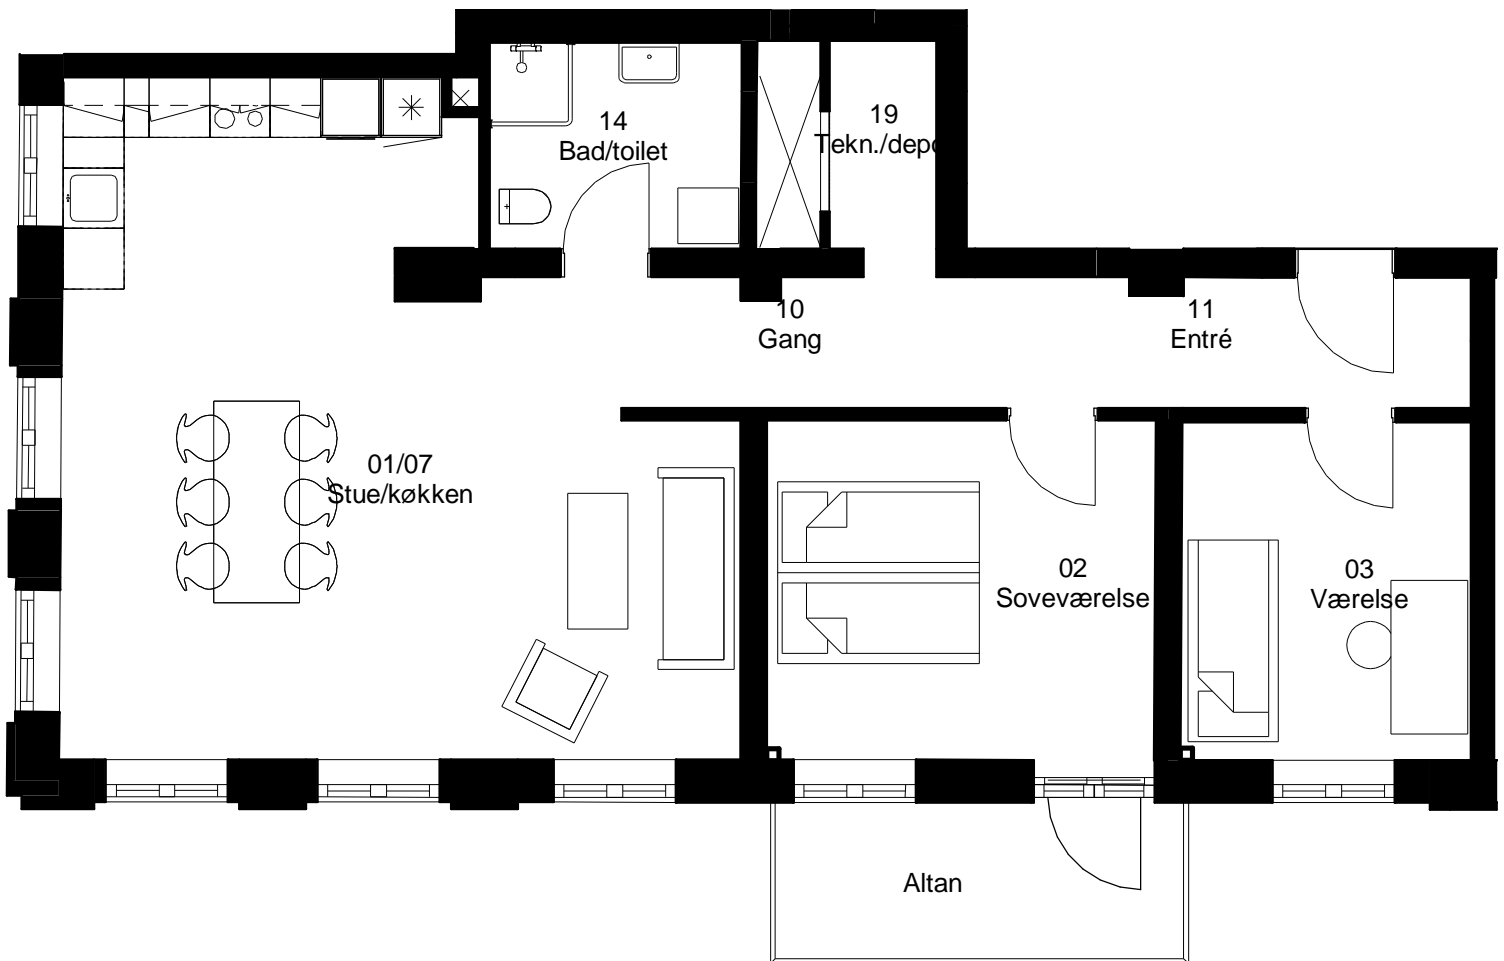 14
Bad/toilet
19
Tekn./depo
10
Gang
11
Entré
01/07
Stue/køkken
02
Soveværelse
03
Værelse
Altan